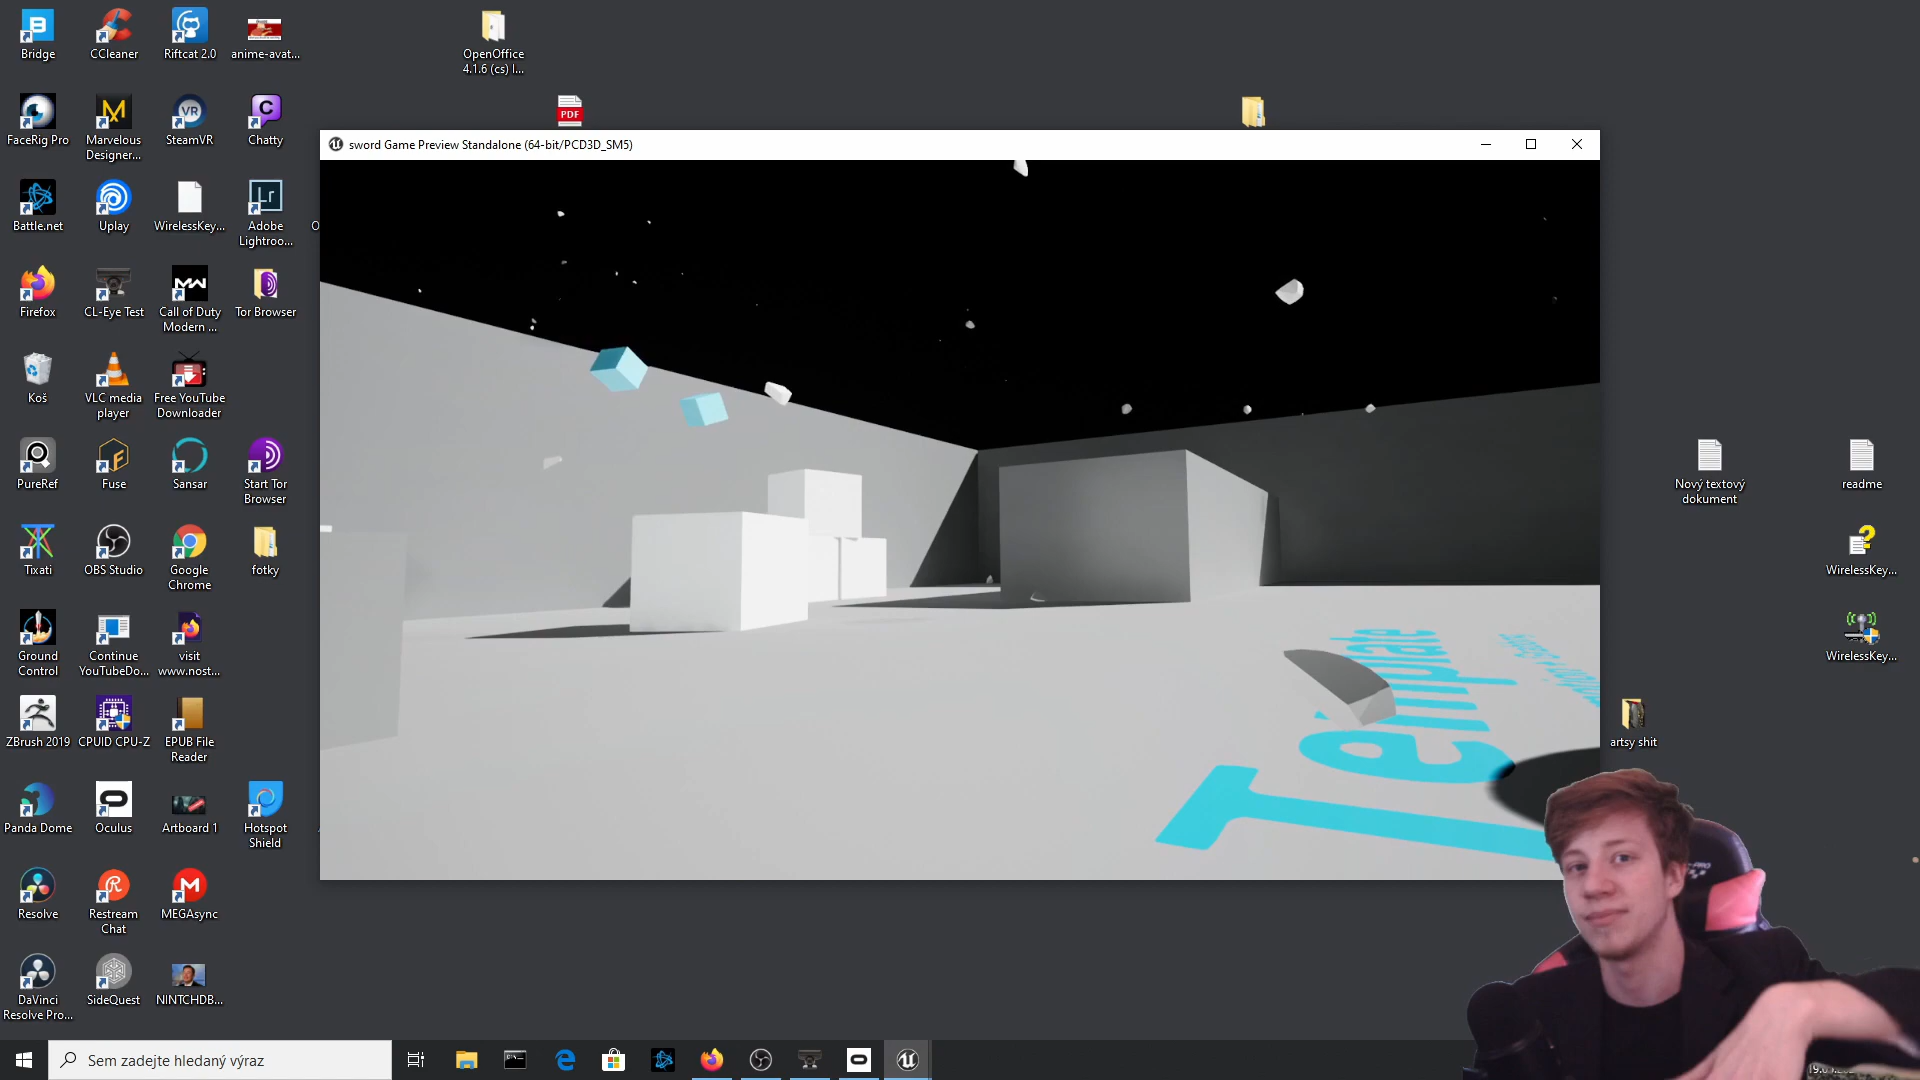 Bridge
CCleaner
Riftcat 2.0
anime-avat...
OpenOffice
4.1.6 (cs) I...
FaceRig Pro
Marvelous
Designer...
SteamVR
Chatty
PDF
sword Game Preview Standalone (64-bit/PCD3D_SM5)
Battle.net
Uplay
WirelessKey...
Adobe
Lightroo...
Firefox
CL-Eye Test
Call of Duty
Modern ...
Tor Browser
Koš
VLC media
player
Free YouTube
Downloader
PureRef
Fuse
Sansar
Start Tor
Browser
Nový textový
dokument
readme
Tixati
OBS Studio
Google
Chrome
fotky
WirelessKey...
Ground
Control
Continue
YouTubeDo...
visit
www.nost...
WirelessKey...
Template
ZBrush 2019
CPUID CPU-Z
EPUB File
Reader
artsy shit
Panda Dome
Oculus
Artboard 1
Hotspot
Shield
Resolve
Restream
Chat
MEGAsync
DaVinci
Resolve Pro...
SideQuest
NINTCHDB...
Sem zadejte hledaný výraz